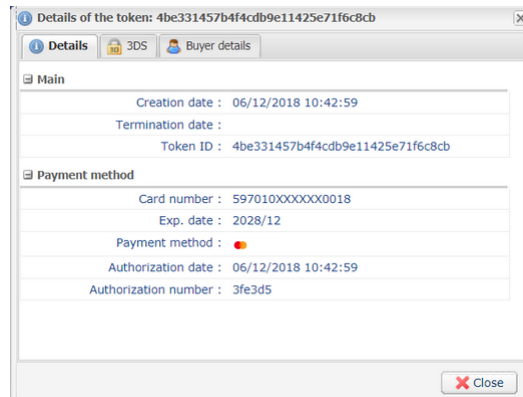 Details of the token: 4be331457b4f4cdb9e11425e71f6c8cb
Details 3DS Buyer details
Main
Creation date : 06/12/2018 10:42:59
Termination date :
Token ID : 4be331457b4f4cdb9e11425e71f6c8cb
Payment method
Card number : 597010XXXXXX0018
Exp. date : 2028/12
Payment method :
Authorization date : 06/12/2018 10:42:59
Authorization number : 3fe3d5
Close